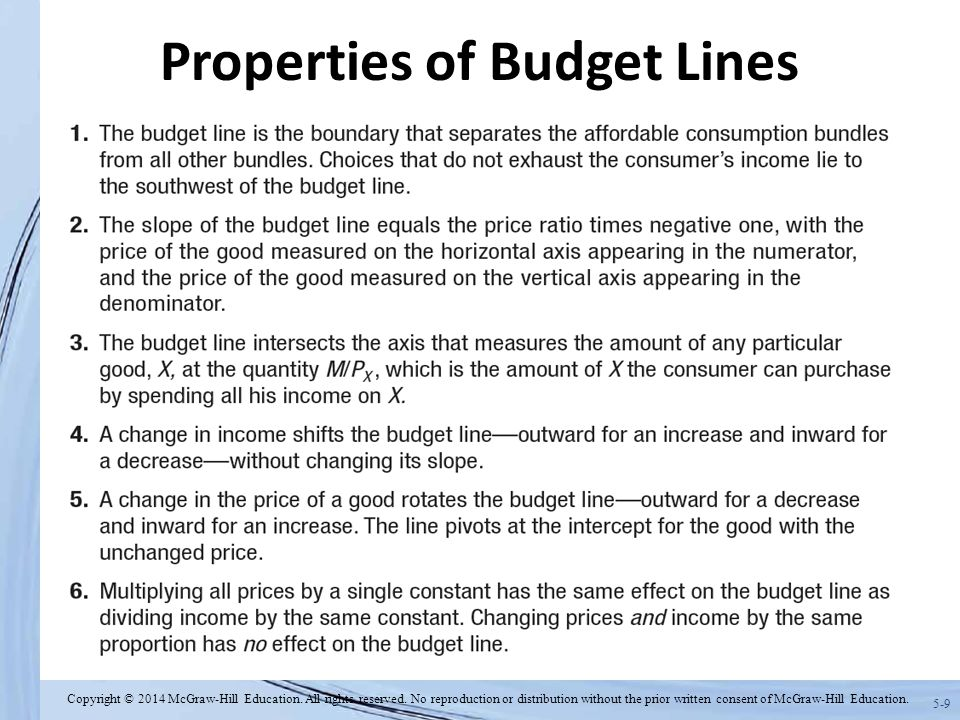 Properties of Budget Lines
1. The budget line is the boundary that separates the affordable consumption bundles
from all other bundles. Choices that do not exhaust the consumer's income lie to
the southwest of the budget line.
2. The slope of the budget line equals the price ratio times negative one, with the
price of the good measured on the horizontal axis appearing in the numerator,
and the price of the good measured on the vertical axis appearing in the
denominator.
3. The budget line intersects the axis that measures the amount of any particular
good, X, at the quantity M/PX, which is the amount of X the consumer can purchase
by spending all his income on X.
4. A change in income shifts the budget line—outward for an increase and inward for
a decrease—without changing its slope.
5. A change in the price of a good rotates the budget line—outward for a decrease
and inward for an increase. The line pivots at the intercept for the good with the
unchanged price.
6. Multiplying all prices by a single constant has the same effect on the budget line as
dividing income by the same constant. Changing prices and income by the same
proportion has no effect on the budget line.
Copyright © 2014 McGraw-Hill Education. All rights reserved. No reproduction or distribution without the prior written consent of McGraw-Hill Education.
5-9